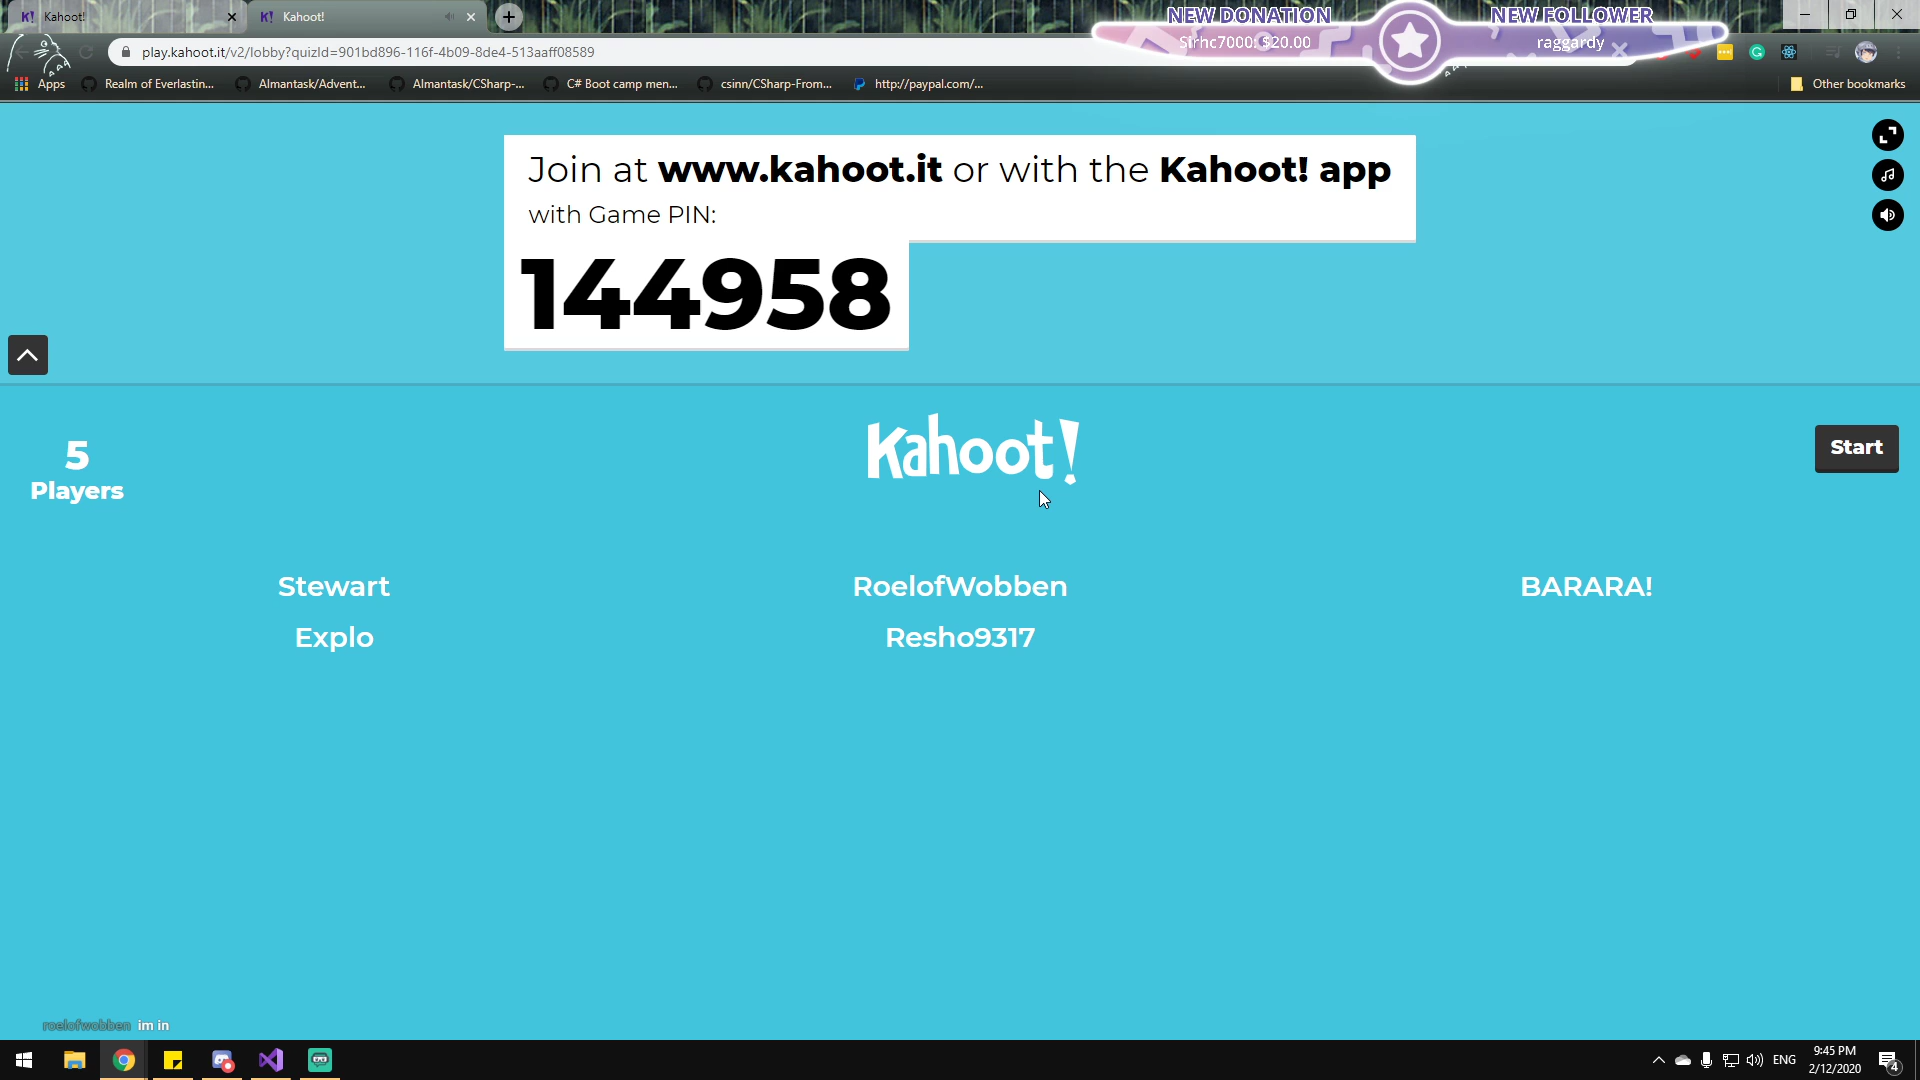 Kahoot!
Kahoot!
NEW DONATION
NEW FOLLOWER
play.kahoot.it/v2/lobby?quizId=901bd896-116f-4b09-8de4-513aaff08589
Sirhc7000: $20.00
raggardy
Apps
Realm of Everlastin...
Almantask/Advent...
Almantask/CSharp-...
C# Boot camp men...
csinn/CSharp-From...
http://paypal.com/...
Other bookmarks
Join at www.kahoot.it or with the Kahoot! app
with Game PIN:
144958
Kahoot!
5
Players
Start
Stewart
RoelofWobben
BARARA!
Explo
Resho9317
roelofwobben im in
ENG
9:45 PM
2/12/2020
4